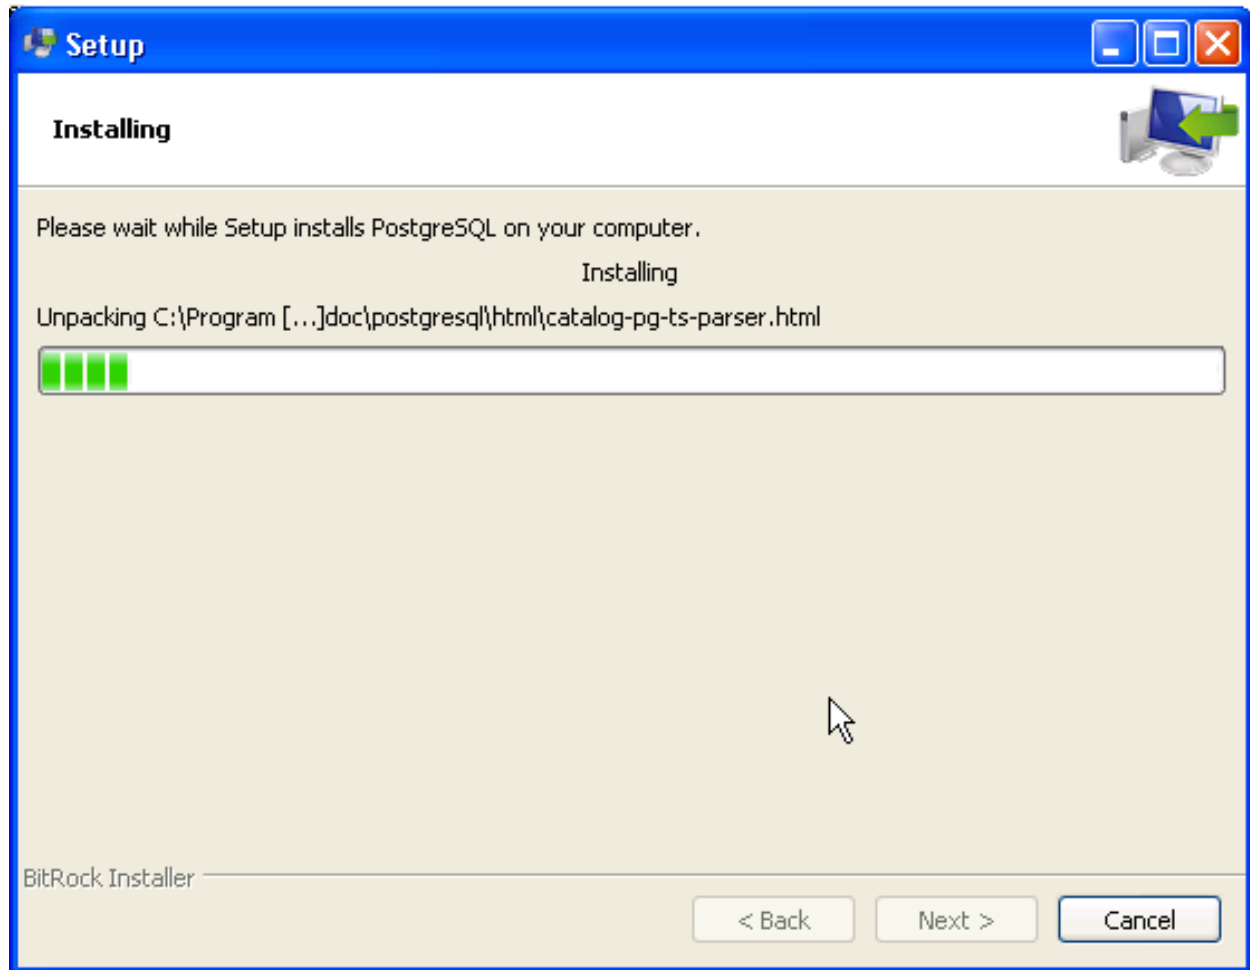 Setup
Installing
Please wait while Setup installs PostgreSQL on your computer.
Installing
Unpacking C:\Program [...]doc\postgresql\html\catalog-pg-ts-parser.html
BitRock Installer
< Back Next > Cancel